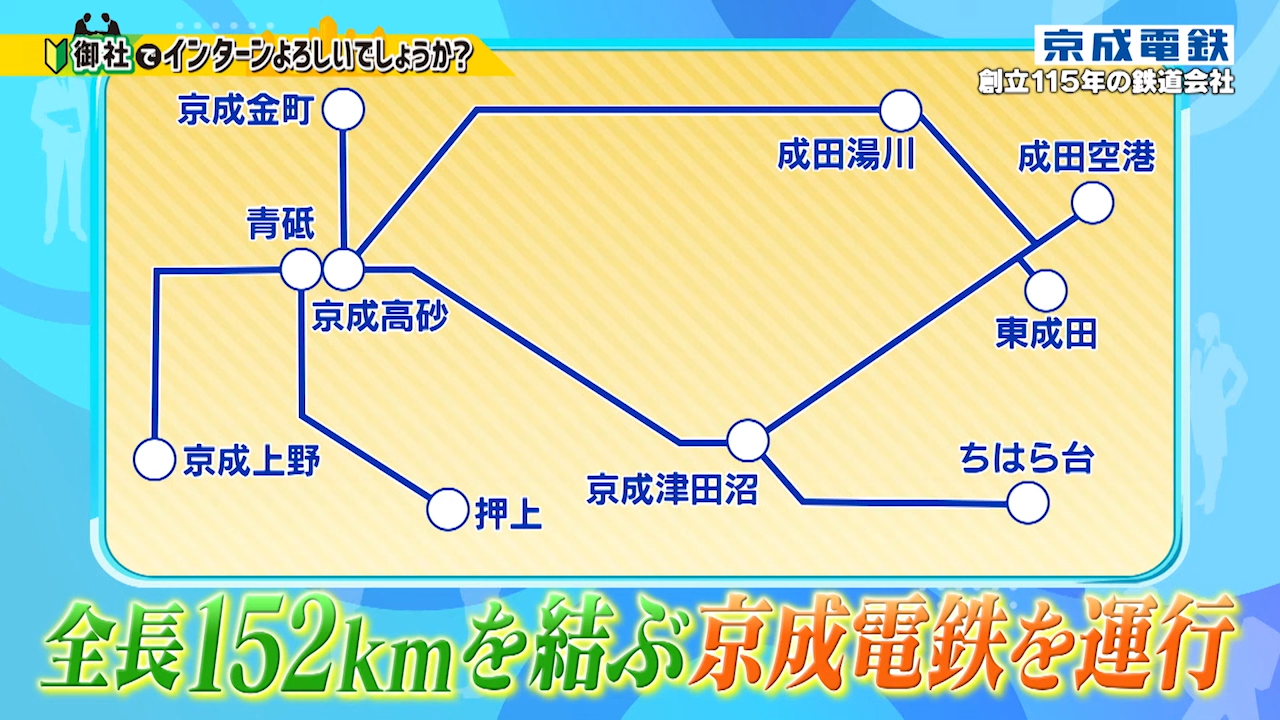 御社でインターンよろしいでしょうか?
京成電鉄
創立115年の鉄道会社
京成金町
成田湯川
成田空港
青砥
京成高砂
東成田
京成上野
ちはら台
京成津田沼
押上
全長152kmを結ぶ京成電鉄を運行